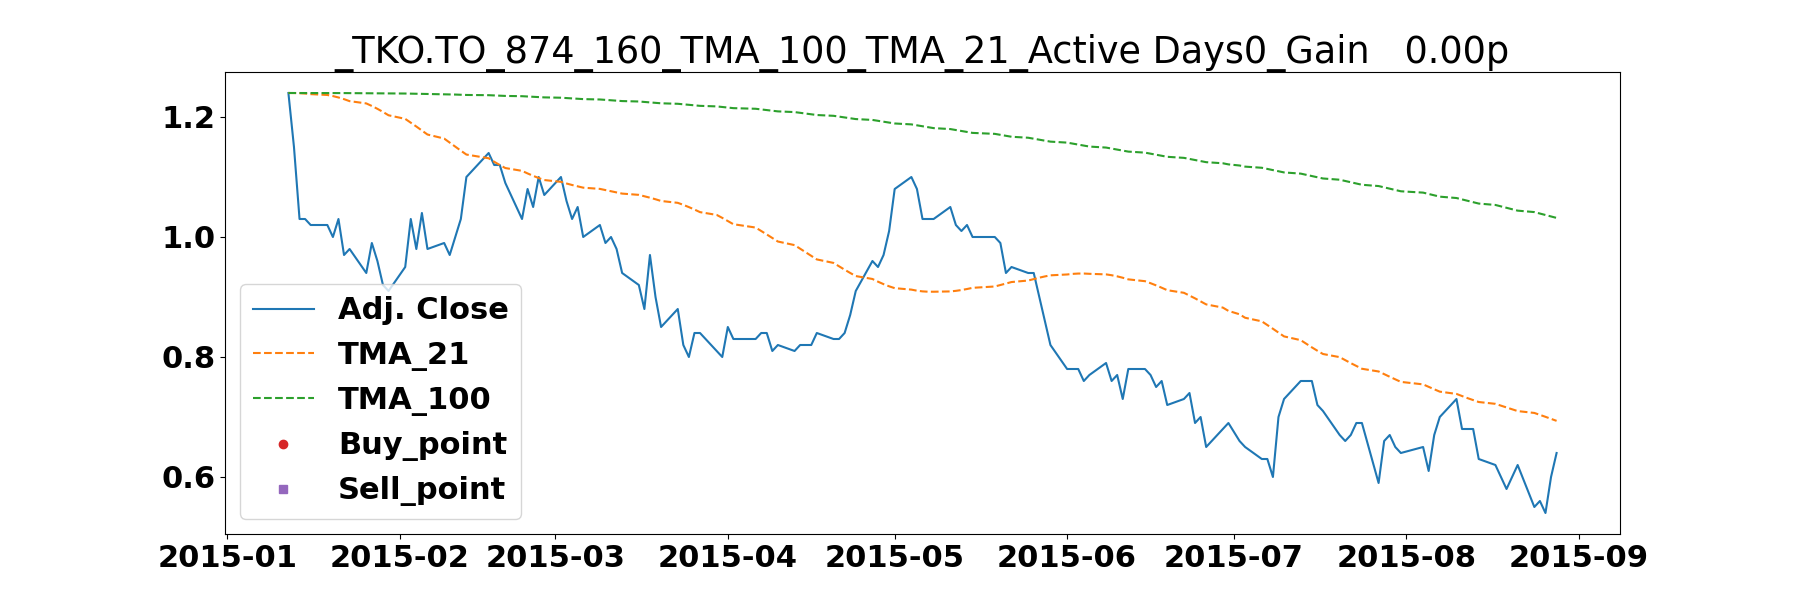 _TKO.TO_874_160_TMA_100_TMA_21_Active Days0_Gain   0.00p
1.2
1.0
0.8
0.6
Adj. Close
TMA_21
TMA_100
Buy_point
Sell_point
2015-01 2015-02 2015-03 2015-04 2015-05 2015-06 2015-07 2015-08 2015-09